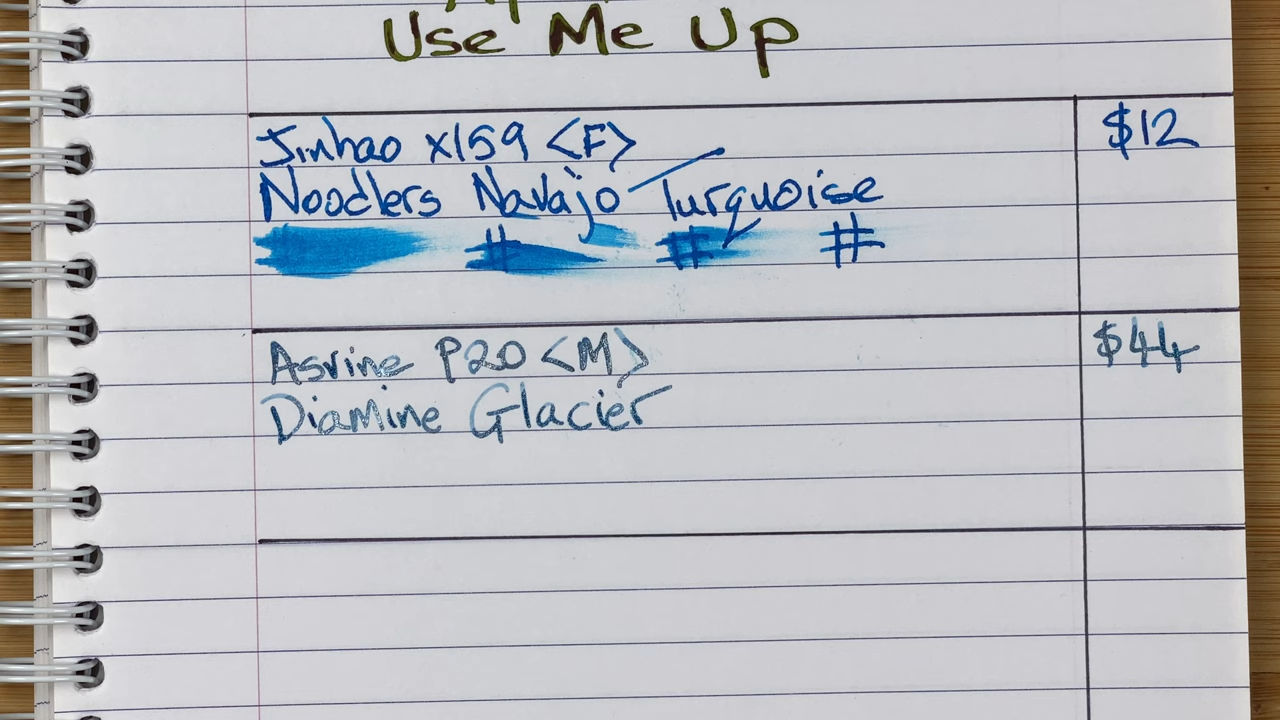 Use Me Up
Jinhao x159 <F>
$12
Noodlers Navajo Turquoise
# # #
Asvine P20 <M>
$44
Diamine Glacier